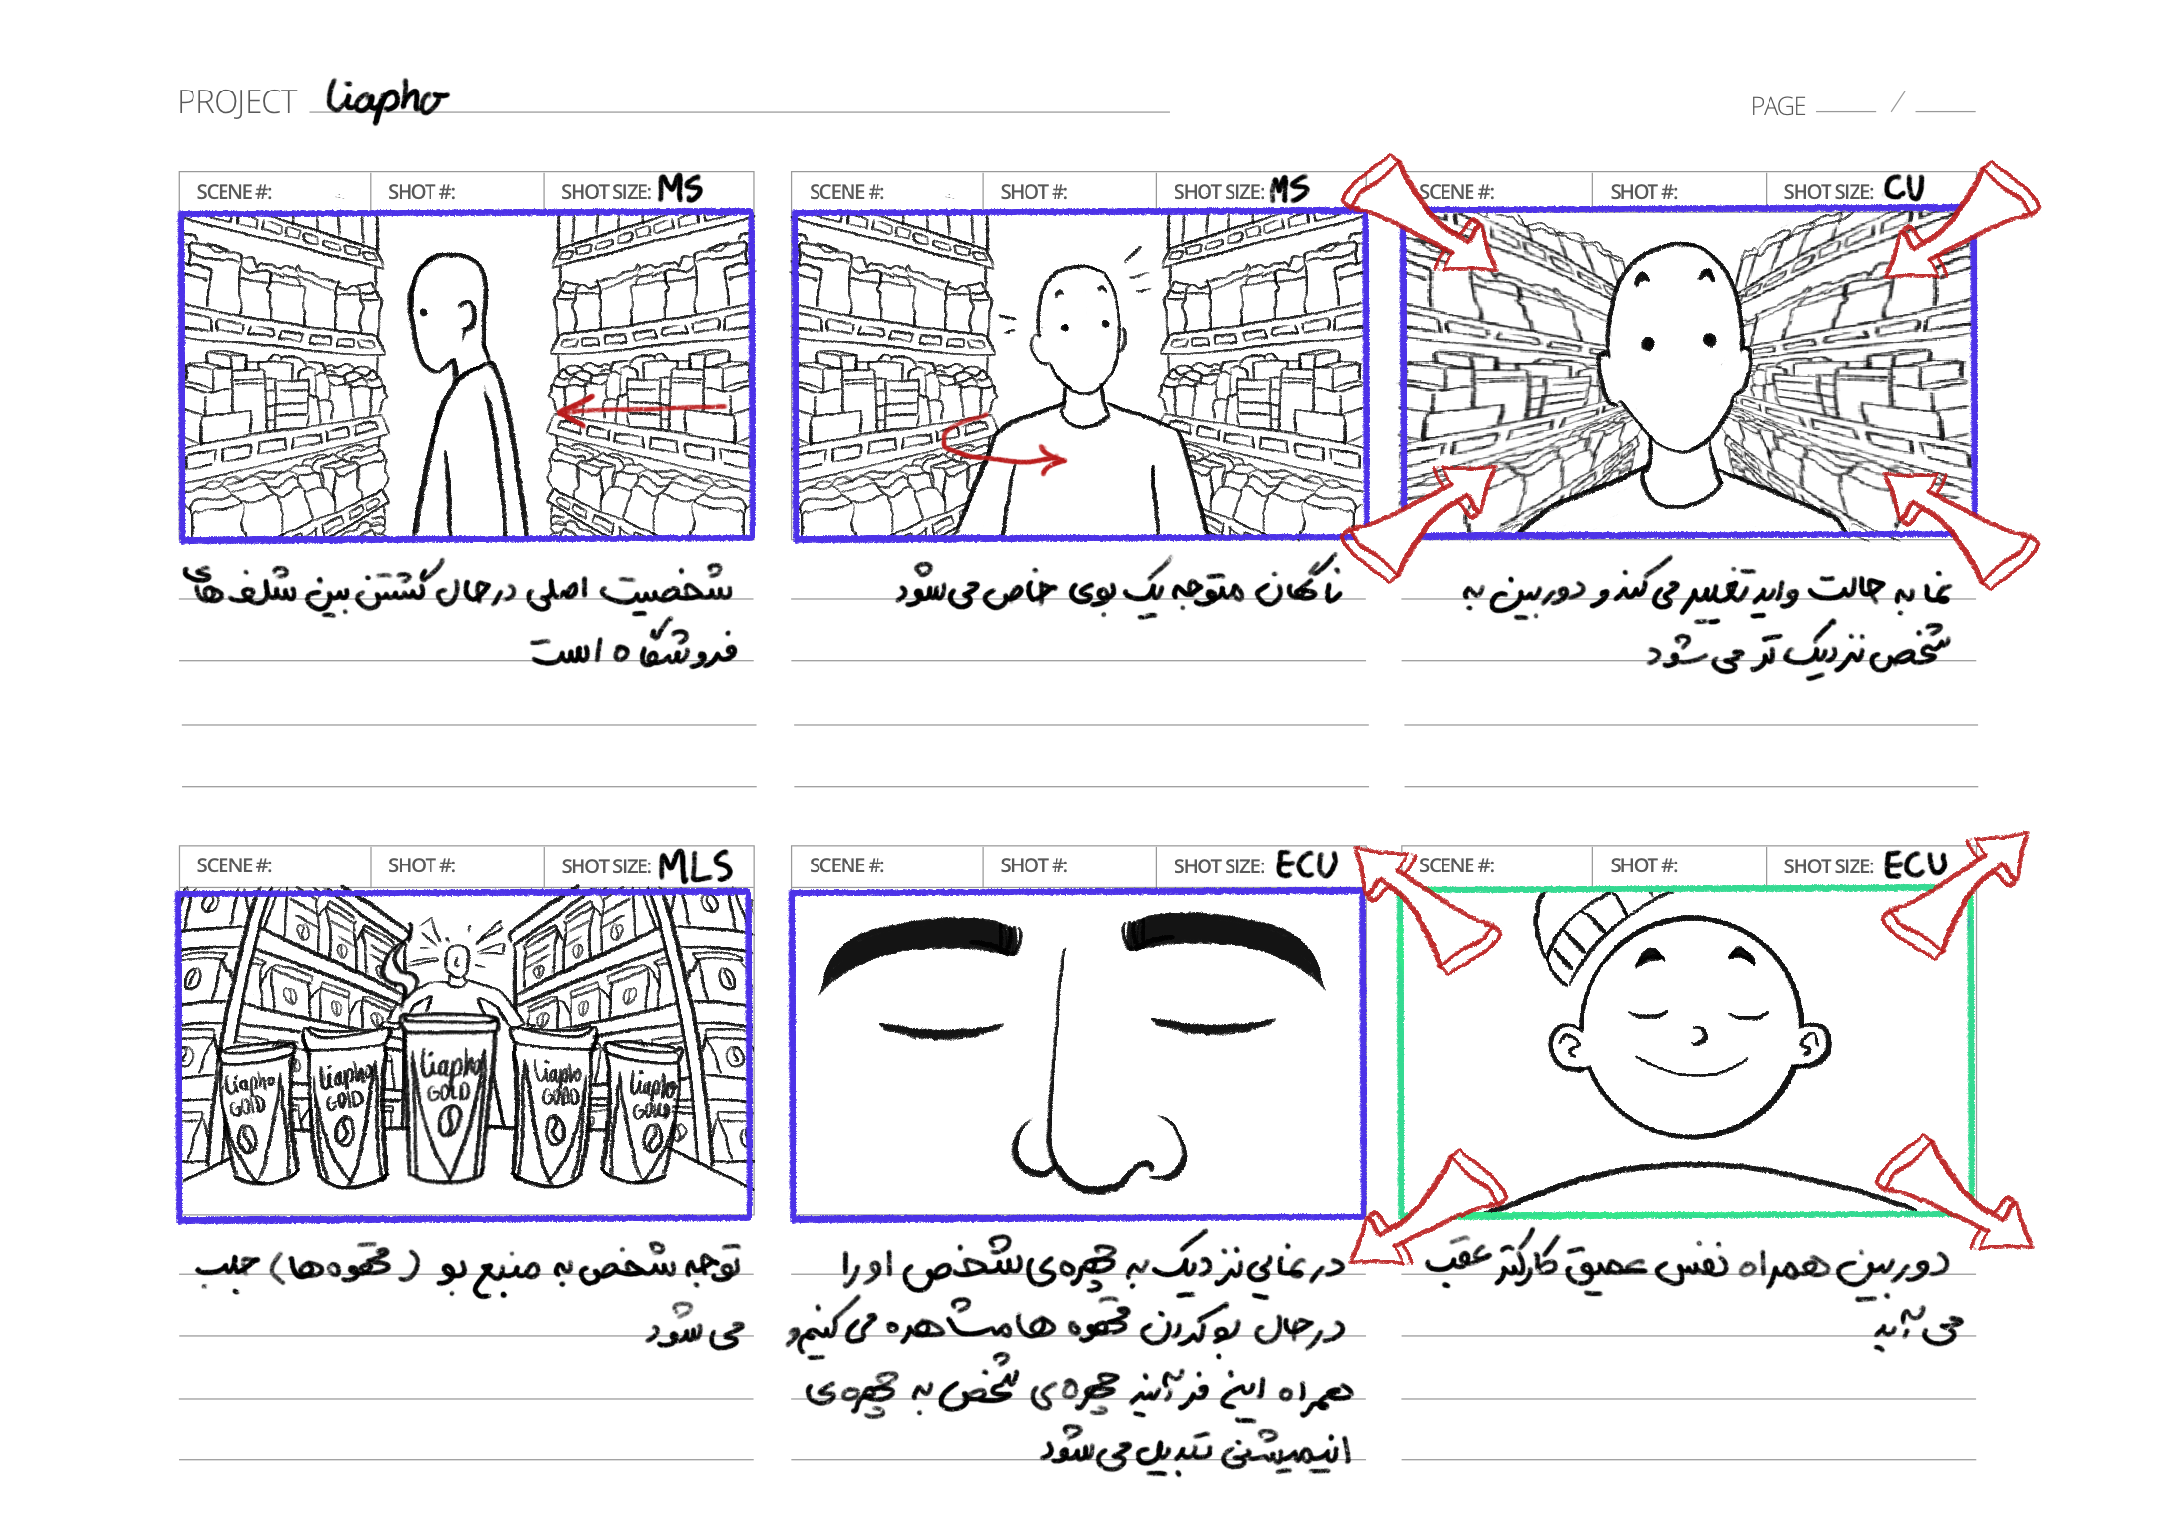 PROJECT Liapho
PAGE /
SCENE #: SHOT #: SHOT SIZE: MS
شخصیت اصلی درحال گشتن بین شلف های
فروشگاه است
SCENE #: SHOT #: SHOT SIZE: MS
ناگهان متوجه یک بوی خاص می شود
SCENE #: SHOT #: SHOT SIZE: CU
نما به حالت واید تغییر می کند و دوربین به
شخص نزدیک تر می شود
SCENE #: SHOT #: SHOT SIZE: MLS
Liapho GOLD
Liapho GOLD
Liapho GOLD
Liapho GOLD
Liapho GOLD
توجه شخص به منبع بو (قهوه ها) جلب
می شود
SCENE #: SHOT #: SHOT SIZE: ECU
در نمایی نزدیک به چهره ی شخص او را
درحال بو کردن قهوه ها مشاهده می کنیم و
همراه این فرآیند چهره ی شخص به چهره ی
انیمیشنی تبدیل می شود
SCENE #: SHOT #: SHOT SIZE: ECU
دوربین همراه نفس عمیق کارکتر عقب
می آید